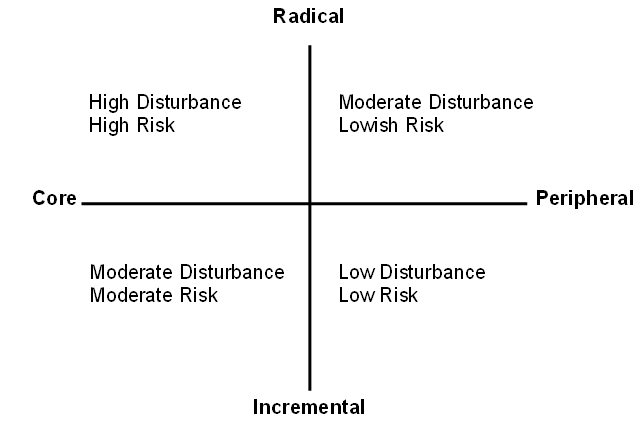 Radical
High Disturbance
High Risk
Moderate Disturbance
Lowish Risk
Core
Peripheral
Moderate Disturbance
Moderate Risk
Low Disturbance
Low Risk
Incremental